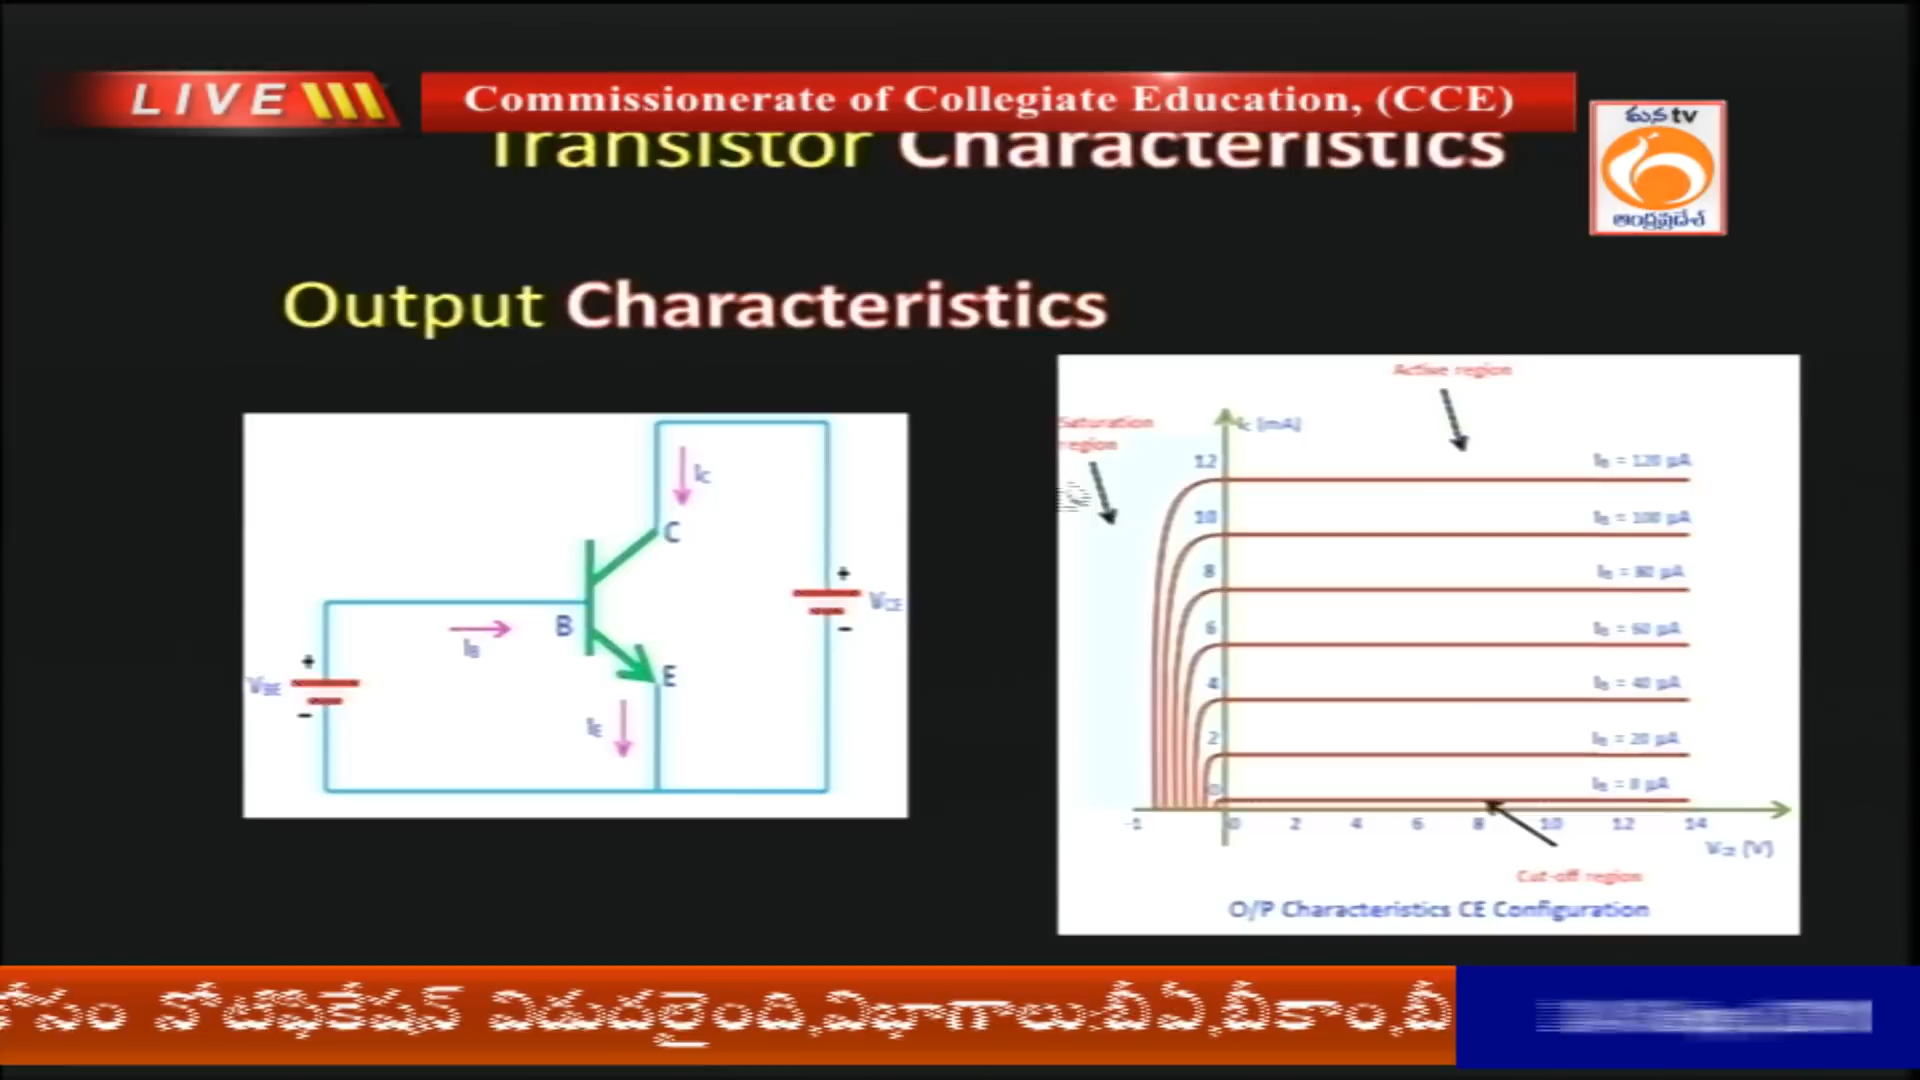 LIVE
Commissionerate of Collegiate Education, (CCE)
ఘన tv
ఆంధ్రప్రదేశ్
Transistor Characteristics
Output Characteristics
IC
C
+
VCE
-
B
IB
+
VBE
-
E
IE
Active region
Saturation
region
IC (mA)
12
IB = 120 μA
10
IB = 100 μA
8
IB = 80 μA
6
IB = 60 μA
4
IB = 40 μA
2
IB = 20 μA
0
IB = 0 μA
-1 0 2 4 6 8 10 12 14
VCE (V)
Cut-off region
O/P Characteristics CE Configuration
కోసం నోటిఫికేషన్ విడుదలైంది,విభాగాలు:బీఏ,బీకాం,బీ